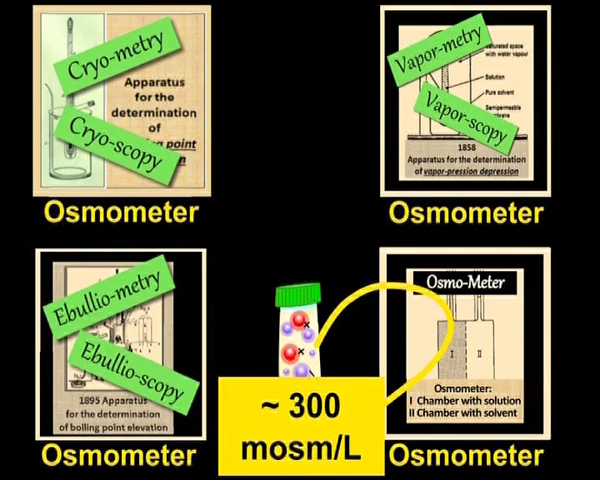 Cryo-metry
Cryo-scopy
Apparatus
for the
determination
of
point
Osmometer
Vapor-metry
Vapor-scopy
space
with water vapour
Solution
Pure solvent
Semipermeable
1858
Apparatus for the determination
of vapor-pression depression
Osmometer
Ebullio-metry
Ebullio-scopy
1895 Apparatus
for the determination
of boiling point elevation
Osmometer
~ 300
mosm/L
Osmo-Meter
I
II
Osmometer:
I Chamber with solution
II Chamber with solvent
Osmometer